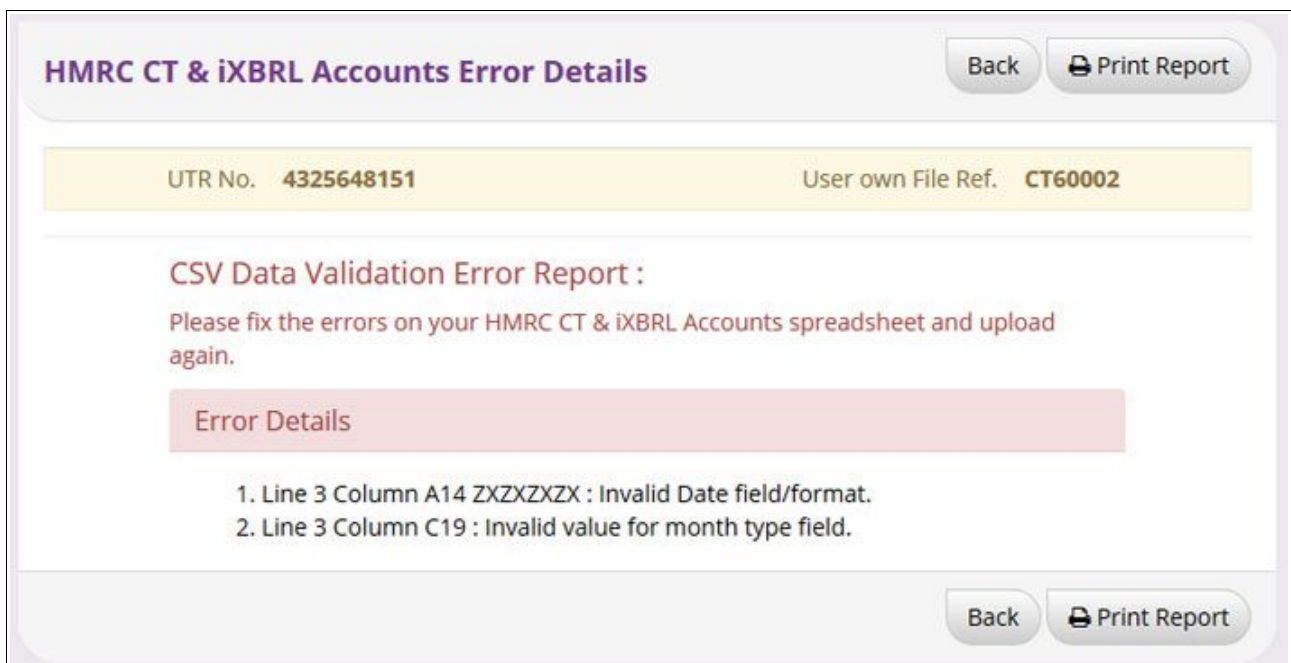 HMRC CT & iXBRL Accounts Error Details
Back
Print Report
UTR No. 4325648151
User own File Ref. CT60002
CSV Data Validation Error Report :
Please fix the errors on your HMRC CT & iXBRL Accounts spreadsheet and upload
again.
Error Details
1. Line 3 Column A14 ZXZXZXZX : Invalid Date field/format.
2. Line 3 Column C19 : Invalid value for month type field.
Back
Print Report